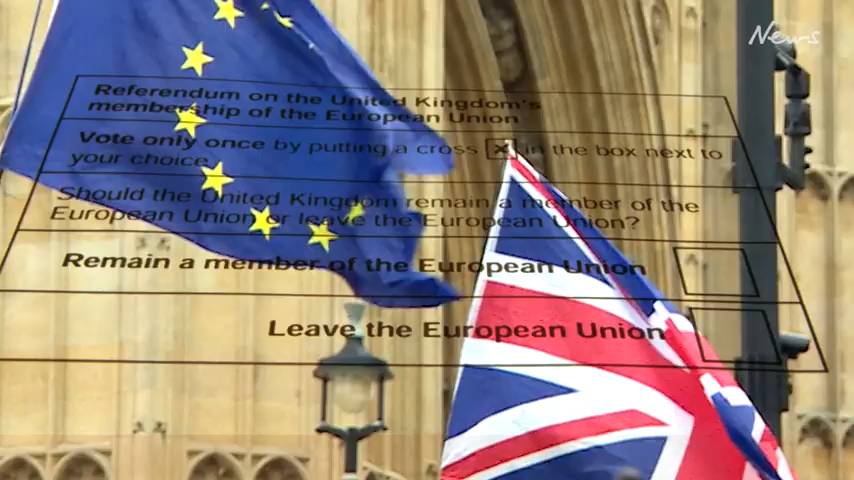 News
Referendum on the United Kingdom's
membership of the European Union
Vote only once by putting a cross X in the box next to
your choice
Should the United Kingdom remain a member of the
European Union or leave the European Union?
Remain a member of the European Union
Leave the European Union